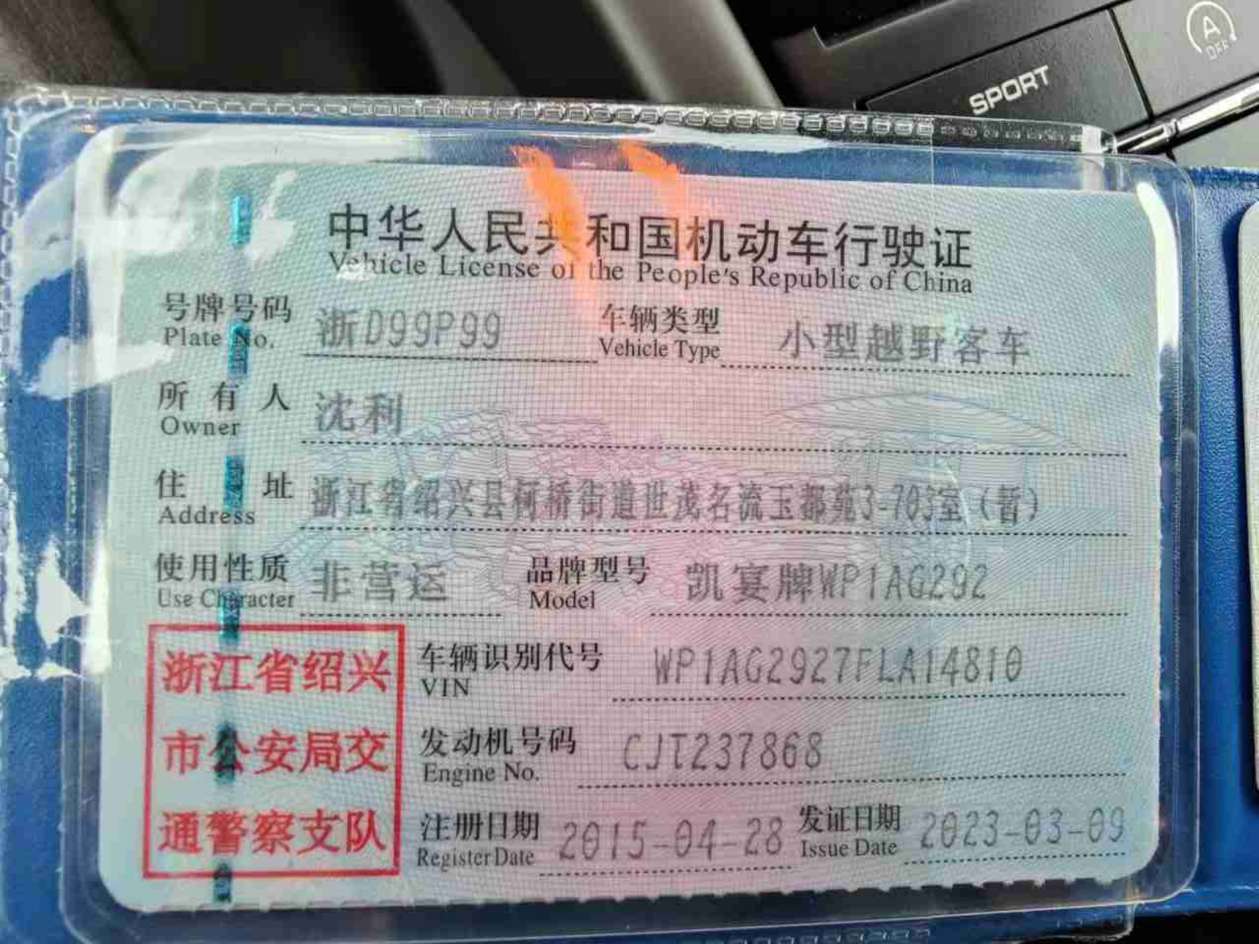 SPORT
A
OFF
中华人民共和国机动车行驶证
Vehicle License of the People's Republic of China
号牌号码 浙D99P99 车辆类型 小型越野客车
Plate No. Vehicle Type
所有人 沈利
Owner
住址 浙江省绍兴县柯桥街道世茂名流玉都苑3-703室（暂）
Address
使用性质 非营运 品牌型号 凯宴牌WP1AG292
Use Character Model
浙江省绍兴
市公安局交
通警察支队
车辆识别代号 WP1AG2927FLA14810
VIN
发动机号码 CJT237868
Engine No.
注册日期 2015-04-28 发证日期 2023-03-09
Register Date Issue Date